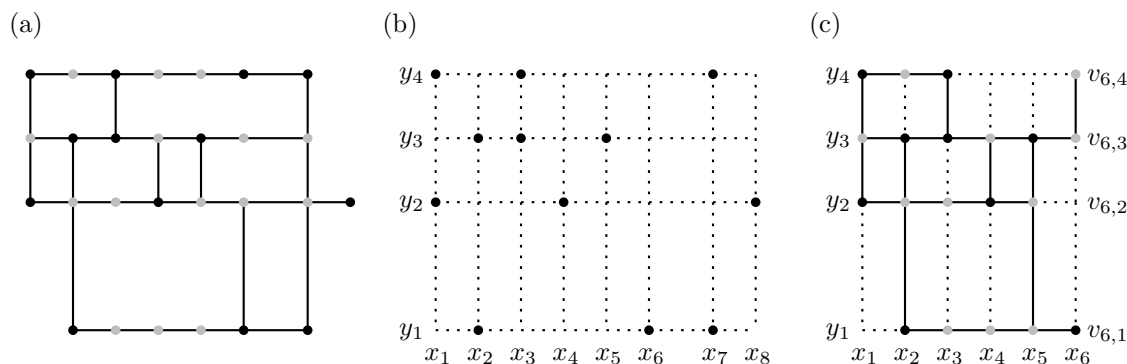 (a) (b) (c)
y₄ v₆,₄
y₃ v₆,₃
y₂ v₆,₂
y₁ v₆,₁
x₁ x₂ x₃ x₄ x₅ x₆ x₇ x₈
y₄
y₃
y₂
y₁
x₁ x₂ x₃ x₄ x₅ x₆